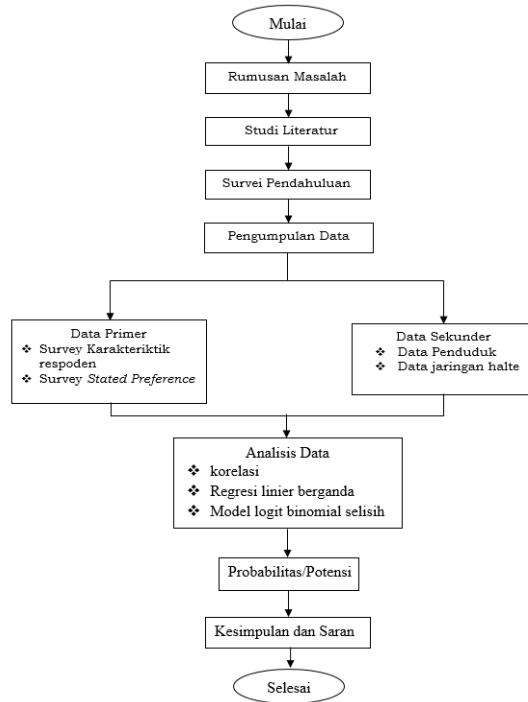 Mulai
Rumusan Masalah
Studi Literatur
Survei Pendahuluan
Pengumpulan Data
Data Primer
❖ Survey Karakteriktik
respoden
❖ Survey Stated Preference
Data Sekunder
❖ Data Penduduk
❖ Data jaringan halte
Analisis Data
❖ korelasi
❖ Regresi linier berganda
❖ Model logit binomial selisih
Probabilitas/Potensi
Kesimpulan dan Saran
Selesai